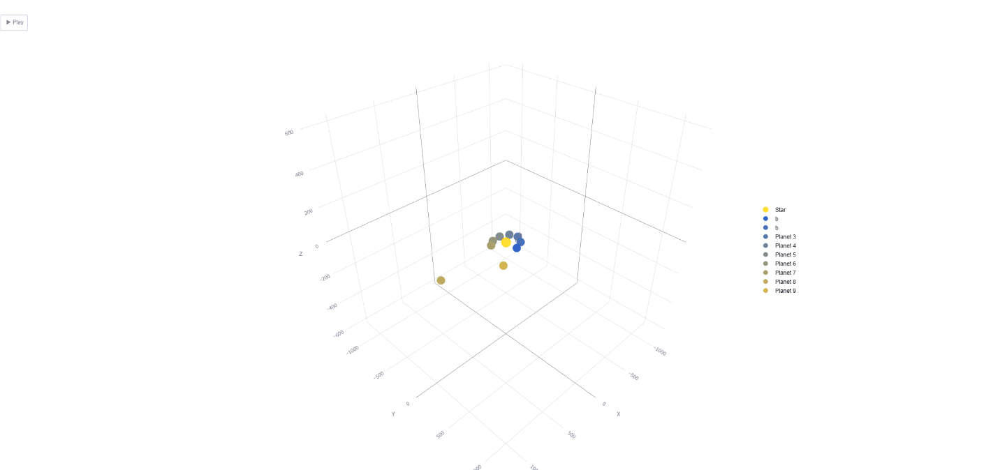 ▶ Play
600
400
200
0
Z
−200
−400
−600
−1000
−500
0
Y
500
−1000
−500
0
X
500
Star
b
b
Planet 3
Planet 4
Planet 5
Planet 6
Planet 7
Planet 8
Planet 9